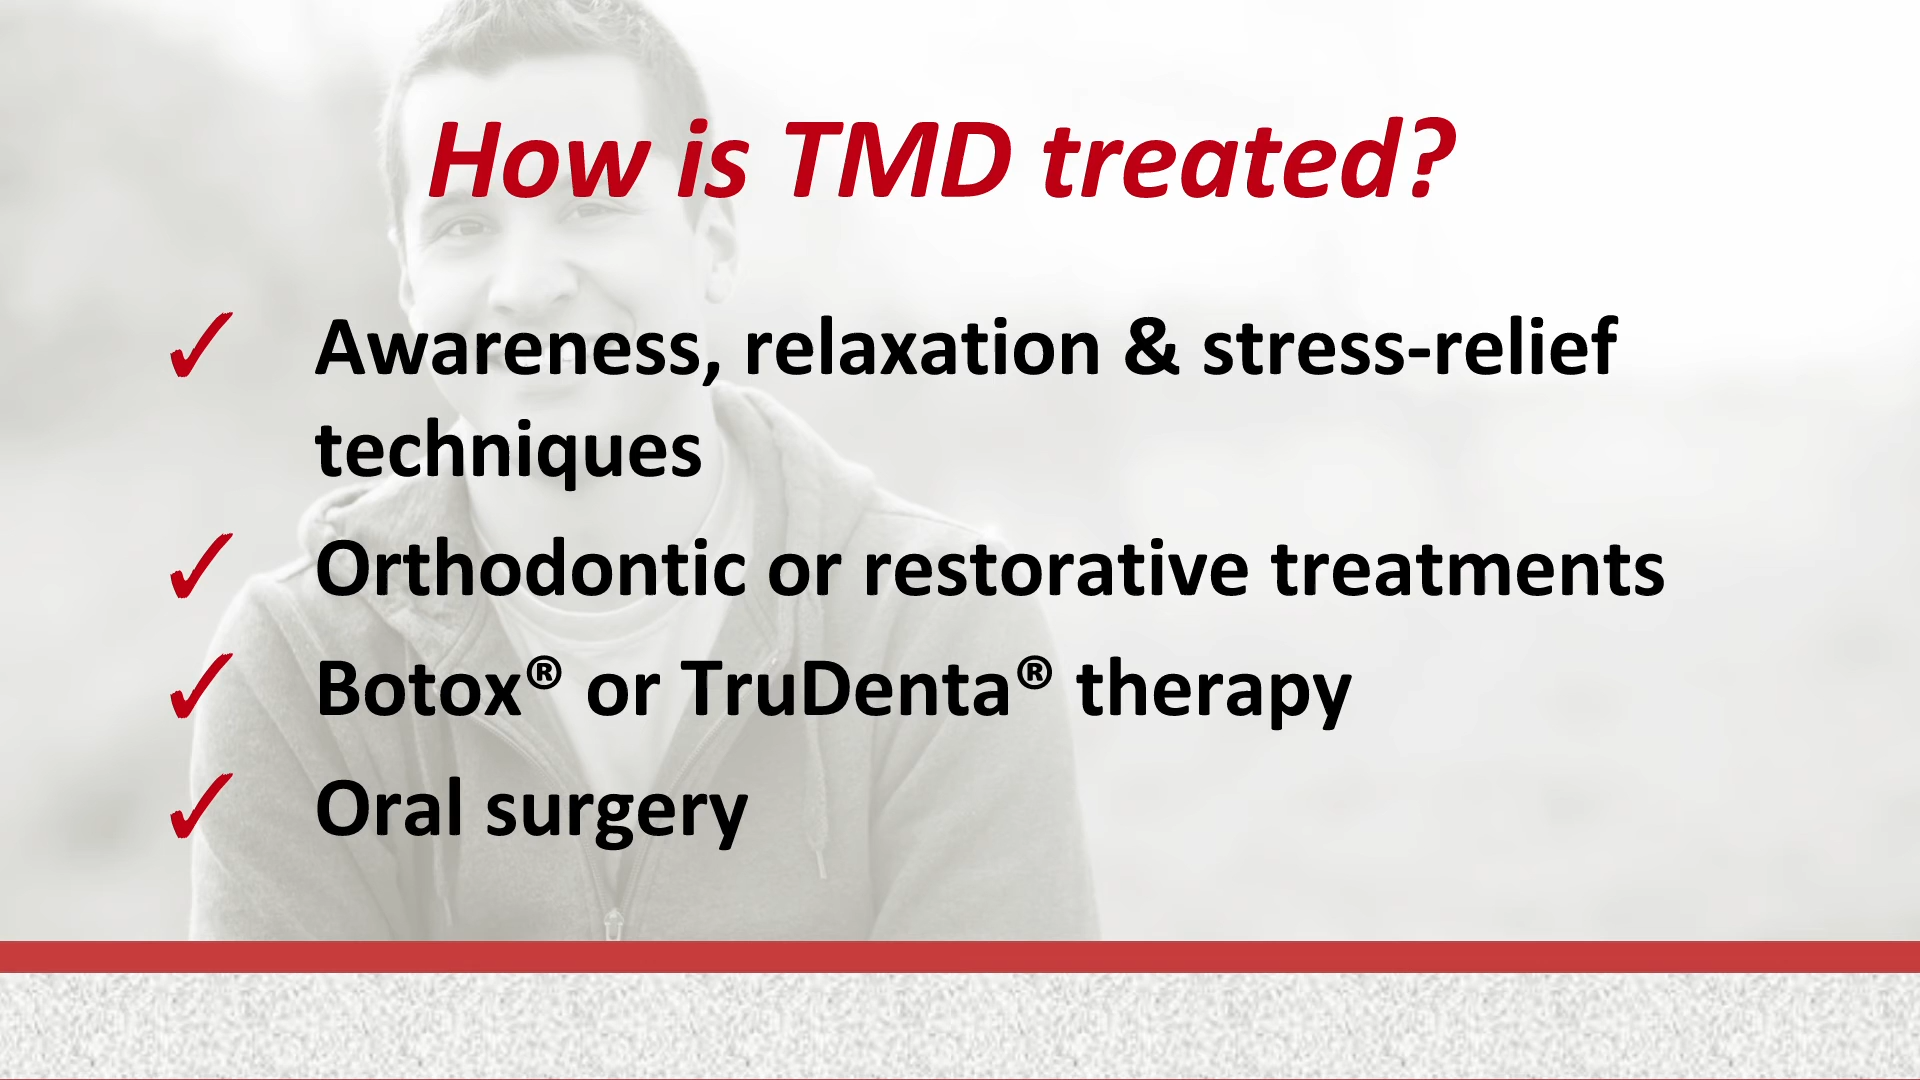 How is TMD treated?
✓ Awareness, relaxation & stress-relief
techniques
✓ Orthodontic or restorative treatments
✓ Botox® or TruDenta® therapy
✓ Oral surgery